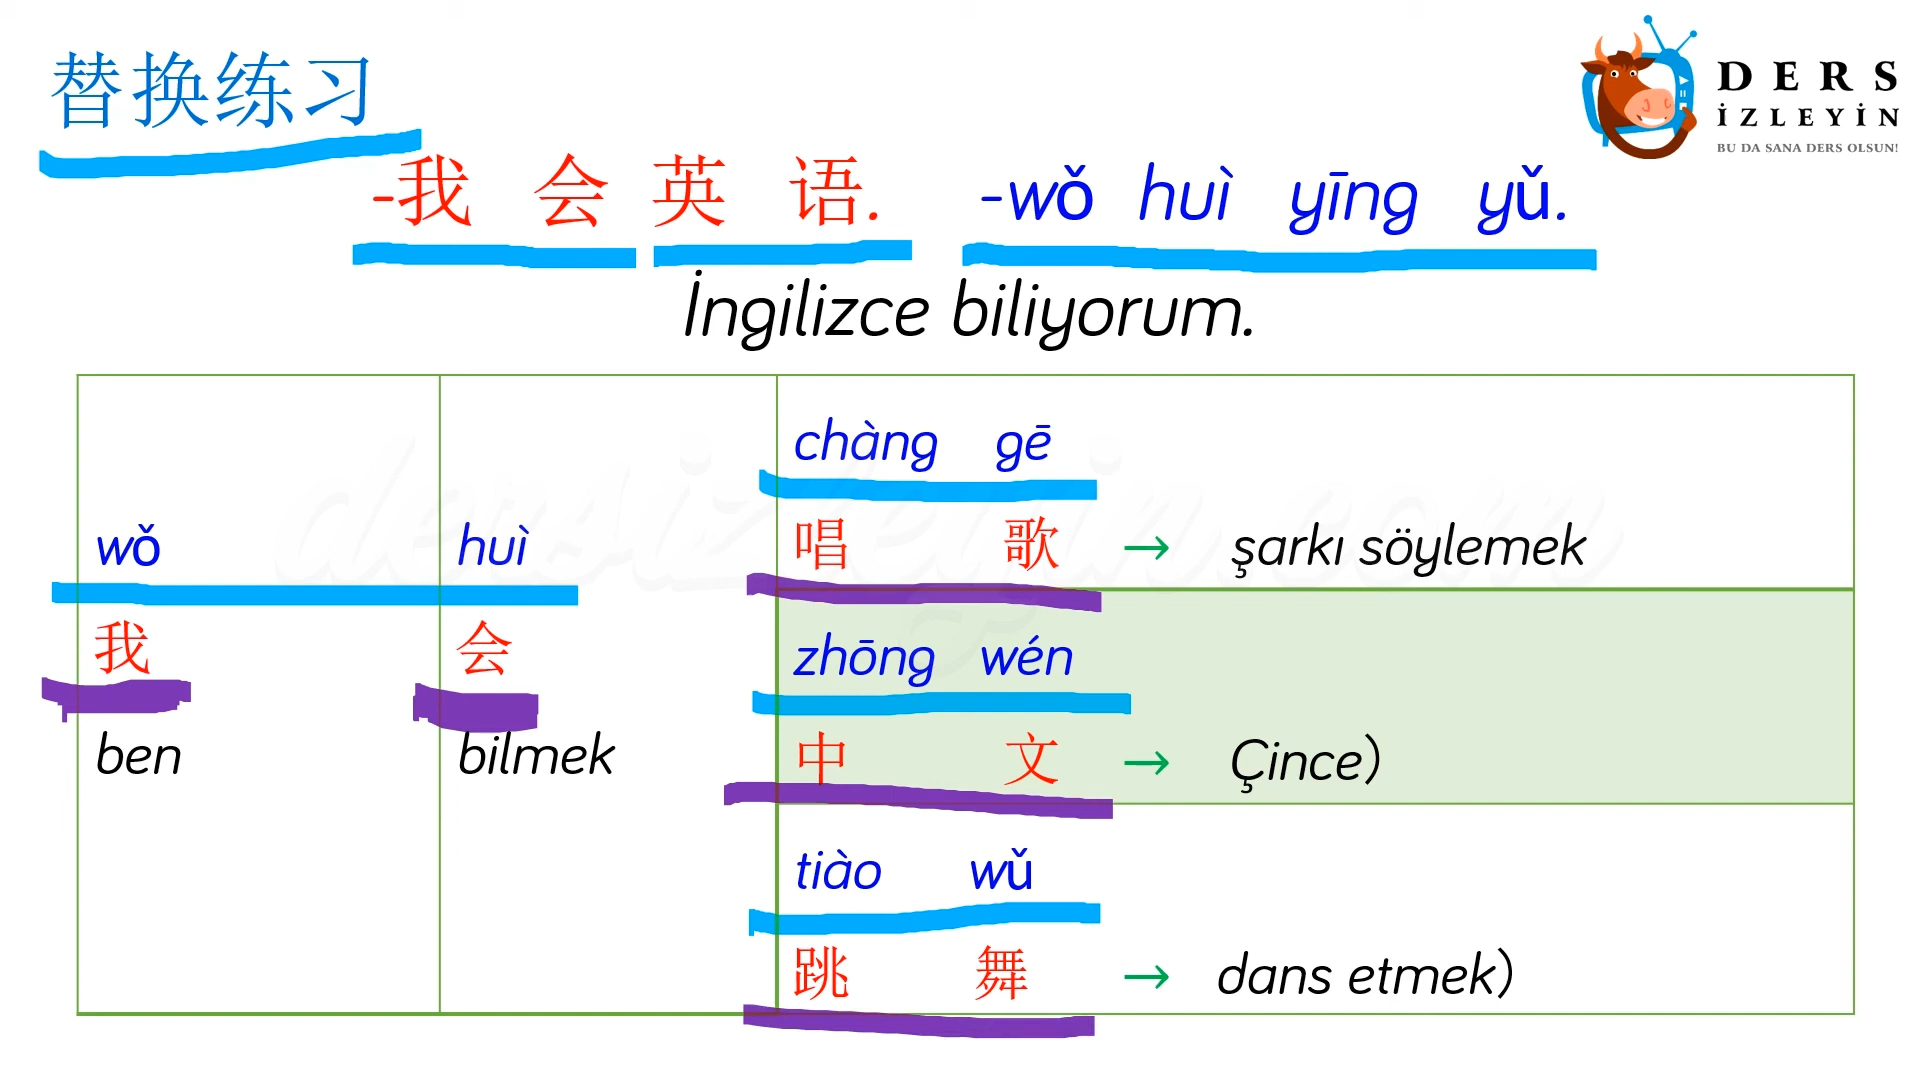 替换练习
DERS
İZLEYİN
BU DA SANA DERS OLSUN!
-我 会 英 语. -wǒ huì yīng yǔ.
İngilizce biliyorum.
chàng gē
唱 歌 → şarkı söylemek
wǒ huì
我 会
ben bilmek
zhōng wén
中 文 → Çince)
tiào wǔ
跳 舞 → dans etmek)
dersizleyin.com